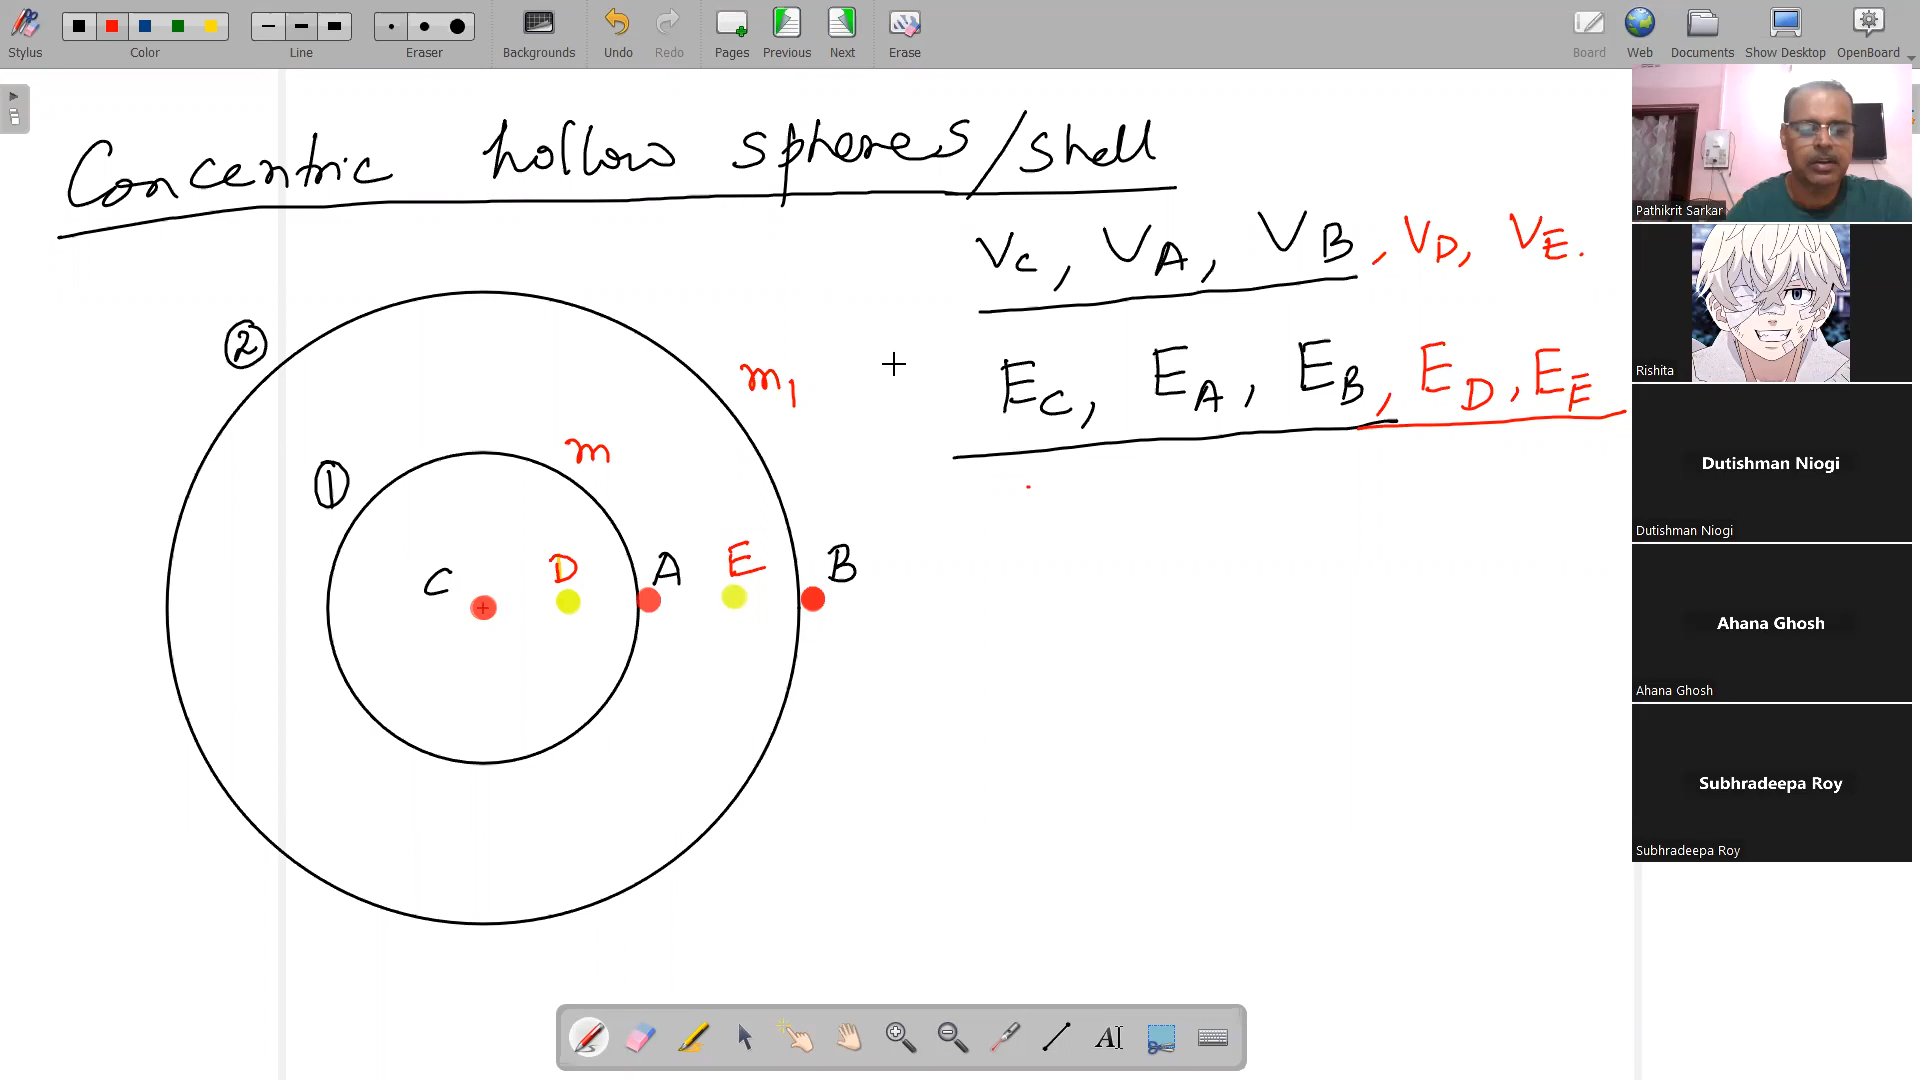 Stylus Color Line Eraser Backgrounds Undo Redo Pages Previous Next Erase Board Web Documents Show Desktop OpenBoard
Concentric hollow spheres/shell
Vc, VA, VB, VD, VE.
EC, EA, EB, ED, EE
2
m1
m
1
C D A E B
Pathikrit Sarkar
Rishita
Dutishman Niogi
Dutishman Niogi
Ahana Ghosh
Ahana Ghosh
Subhradeepa Roy
Subhradeepa Roy
AI